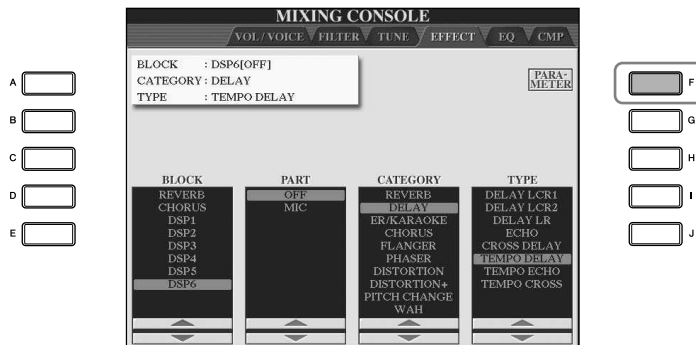 MIXING CONSOLE
VOL / VOICE FILTER TUNE EFFECT EQ CMP
BLOCK : DSP6[OFF]
CATEGORY : DELAY
TYPE : TEMPO DELAY
PARA-
METER
A
B
C
D
E
F
G
H
I
J
BLOCK
REVERB
CHORUS
DSP1
DSP2
DSP3
DSP4
DSP5
DSP6
PART
OFF
MIC
CATEGORY
REVERB
DELAY
ER/KARAOKE
CHORUS
FLANGER
PHASER
DISTORTION
DISTORTION+
PITCH CHANGE
WAH
TYPE
DELAY LCR1
DELAY LCR2
DELAY LR
ECHO
CROSS DELAY
TEMPO DELAY
TEMPO ECHO
TEMPO CROSS